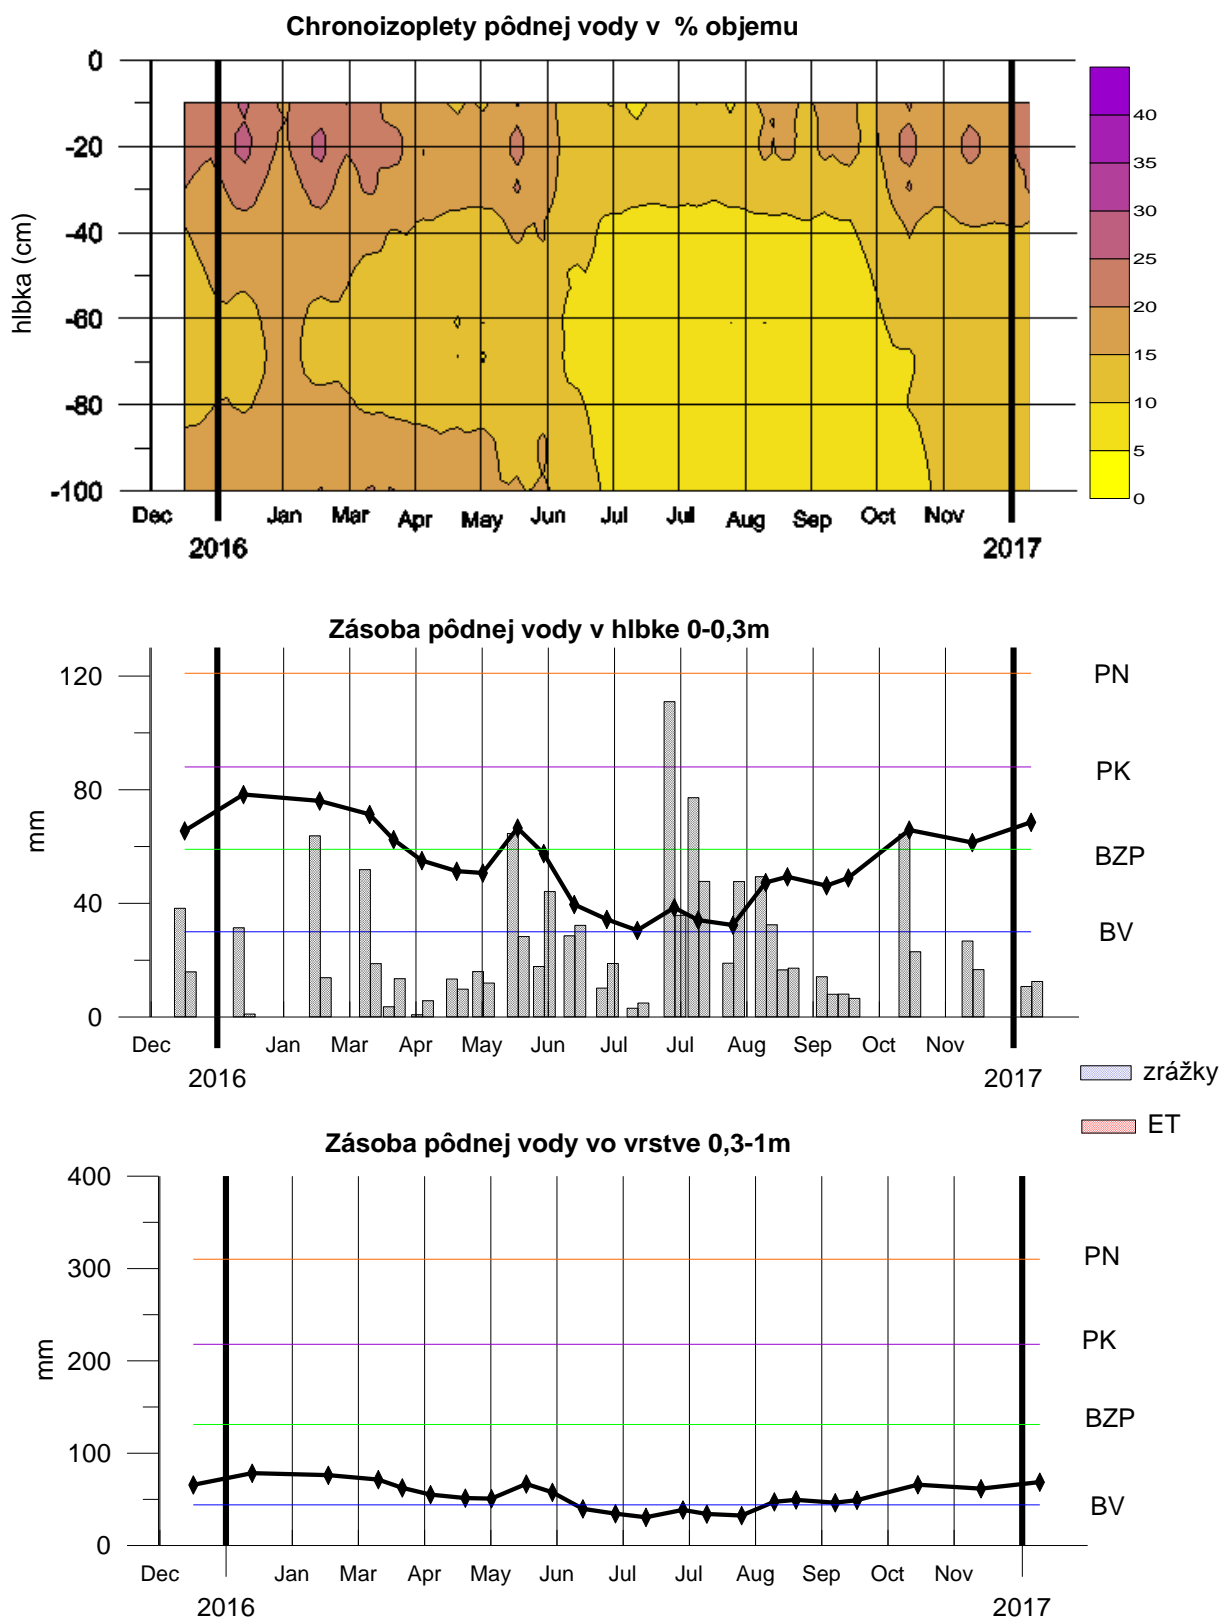 Chronoizoplety pôdnej vody v  % objemu
0
-20
-40
-60
-80
-100
hlbka (cm)
40
35
30
25
20
15
10
5
0
Dec Jan Mar Apr May Jun Jul Jul Aug Sep Oct Nov
2016 2017
Zásoba pôdnej vody v hlbke 0-0,3m
120
80
40
0
mm
PN
PK
BZP
BV
Dec Jan Mar Apr May Jun Jul Jul Aug Sep Oct Nov
2016 2017
zrážky
ET
Zásoba pôdnej vody vo vrstve 0,3-1m
400
300
200
100
0
mm
PN
PK
BZP
BV
Dec Jan Mar Apr May Jun Jul Jul Aug Sep Oct Nov
2016 2017